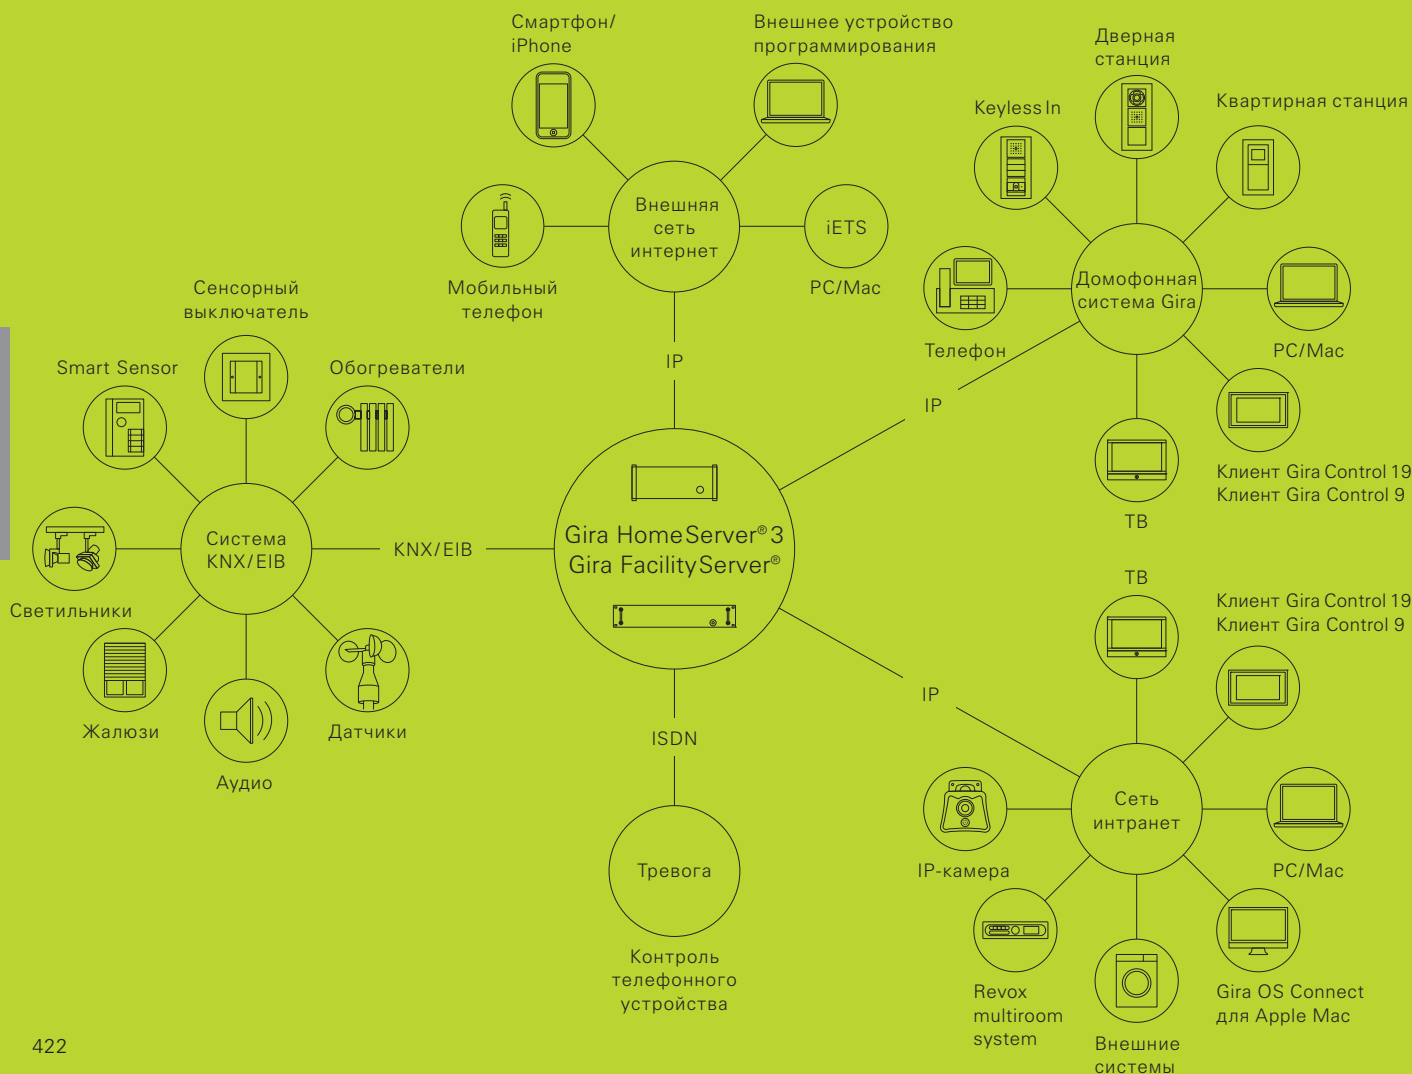 Смартфон/
iPhone
Внешнее устройство
программирования
Внешняя
сеть
интернет
Мобильный
телефон
iETS
PC/Mac
IP
Дверная
станция
Keyless In
Квартирная станция
Домофонная
система Gira
Телефон
PC/Mac
Клиент Gira Control 19
Клиент Gira Control 9
ТВ
IP
Сенсорный
выключатель
Smart Sensor
Обогреватели
Система
KNX/EIB
Светильники
Жалюзи
Аудио
Датчики
KNX/EIB
Gira HomeServer® 3
Gira FacilityServer®
ISDN
Тревога
Контроль
телефонного
устройства
IP
ТВ
Клиент Gira Control 19
Клиент Gira Control 9
Сеть
интранет
IP-камера
PC/Mac
Revox
multiroom
system
Внешние
системы
Gira OS Connect
для Apple Mac
422